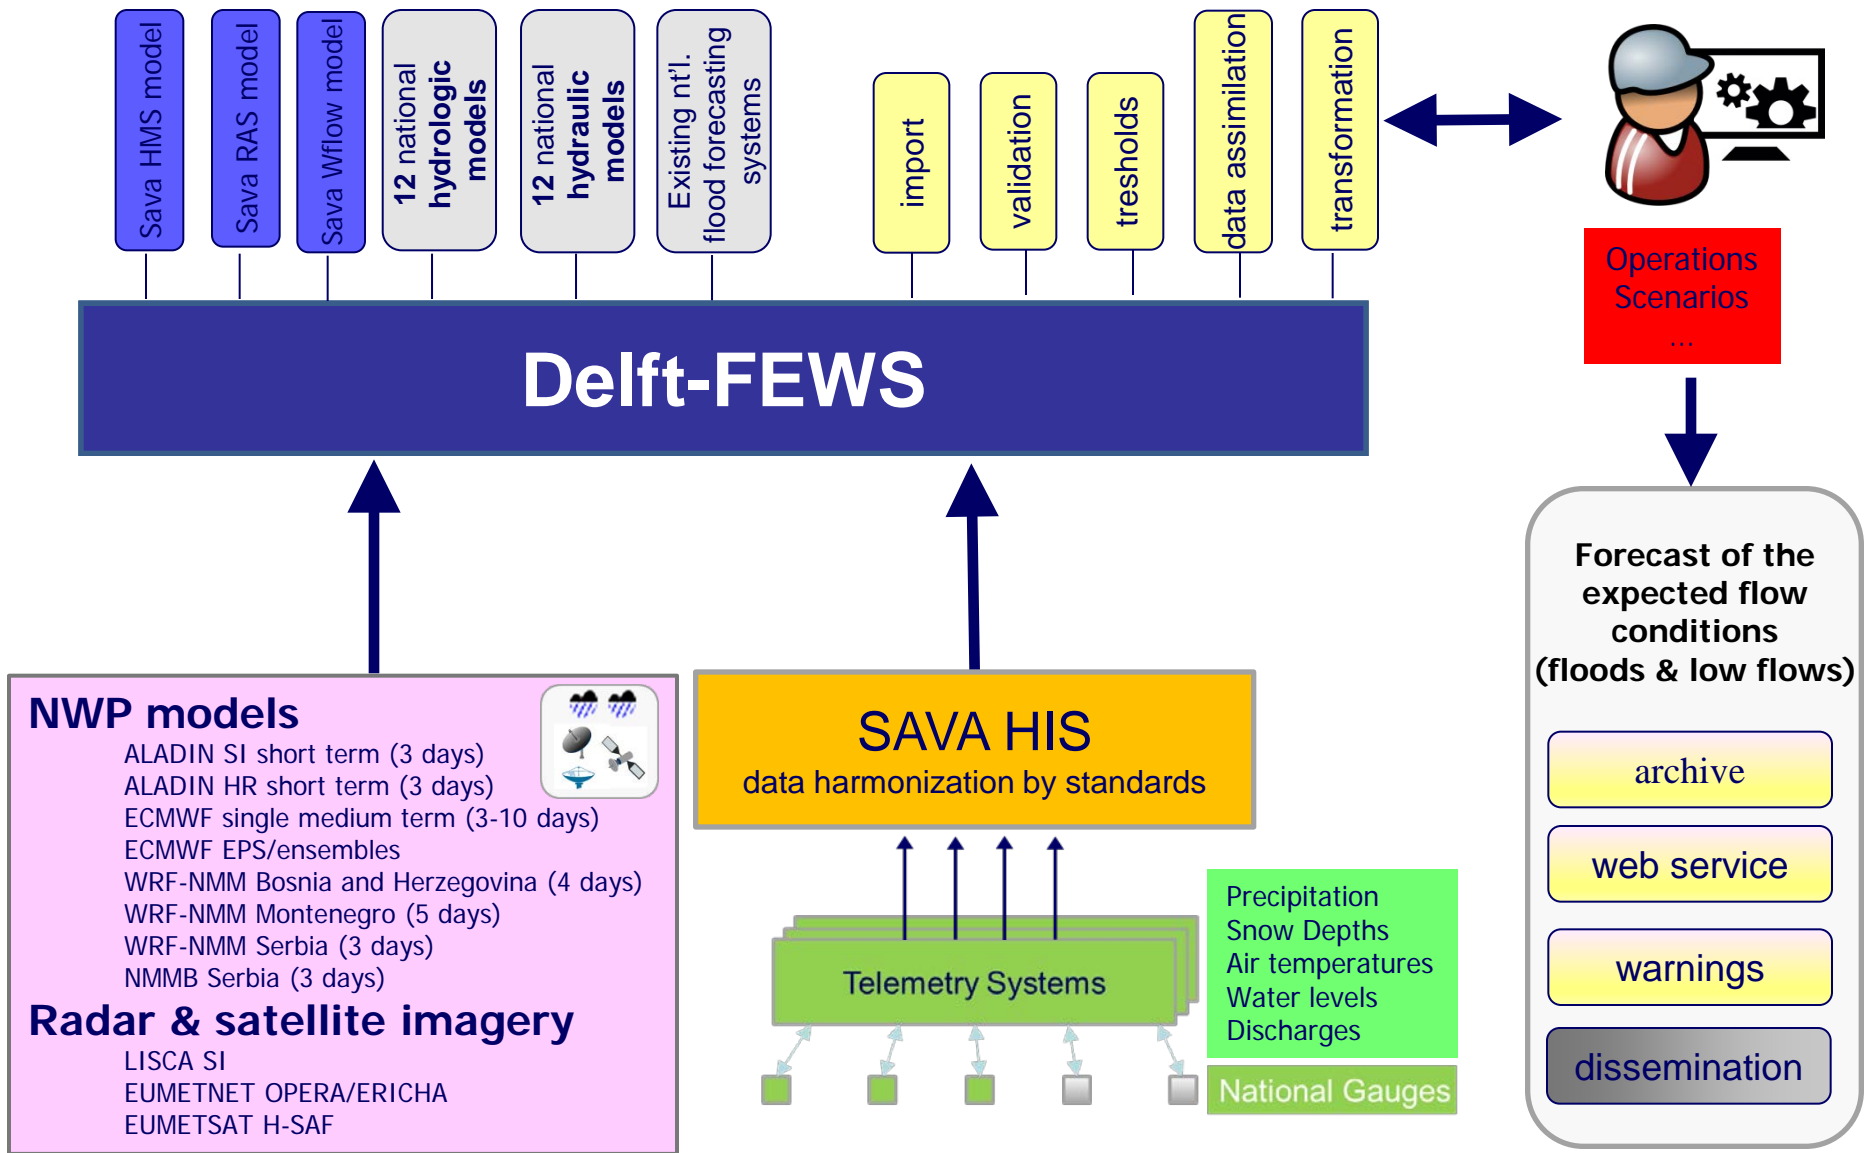 Sava HMS model
Sava RAS model
Sava Wflow model
12 national
hydrologic
models
12 national
hydraulic
models
Existing nt'l.
flood forecasting
systems
import
validation
tresholds
data assimilation
transformation
Operations
Scenarios
...
Delft-FEWS
Forecast of the
expected flow
conditions
(floods & low flows)
archive
web service
warnings
dissemination
NWP models
ALADIN SI short term (3 days)
ALADIN HR short term (3 days)
ECMWF single medium term (3-10 days)
ECMWF EPS/ensembles
WRF-NMM Bosnia and Herzegovina (4 days)
WRF-NMM Montenegro (5 days)
WRF-NMM Serbia (3 days)
NMMB Serbia (3 days)
Radar & satellite imagery
LISCA SI
EUMETNET OPERA/ERICHA
EUMETSAT H-SAF
SAVA HIS
data harmonization by standards
Telemetry Systems
Precipitation
Snow Depths
Air temperatures
Water levels
Discharges
National Gauges